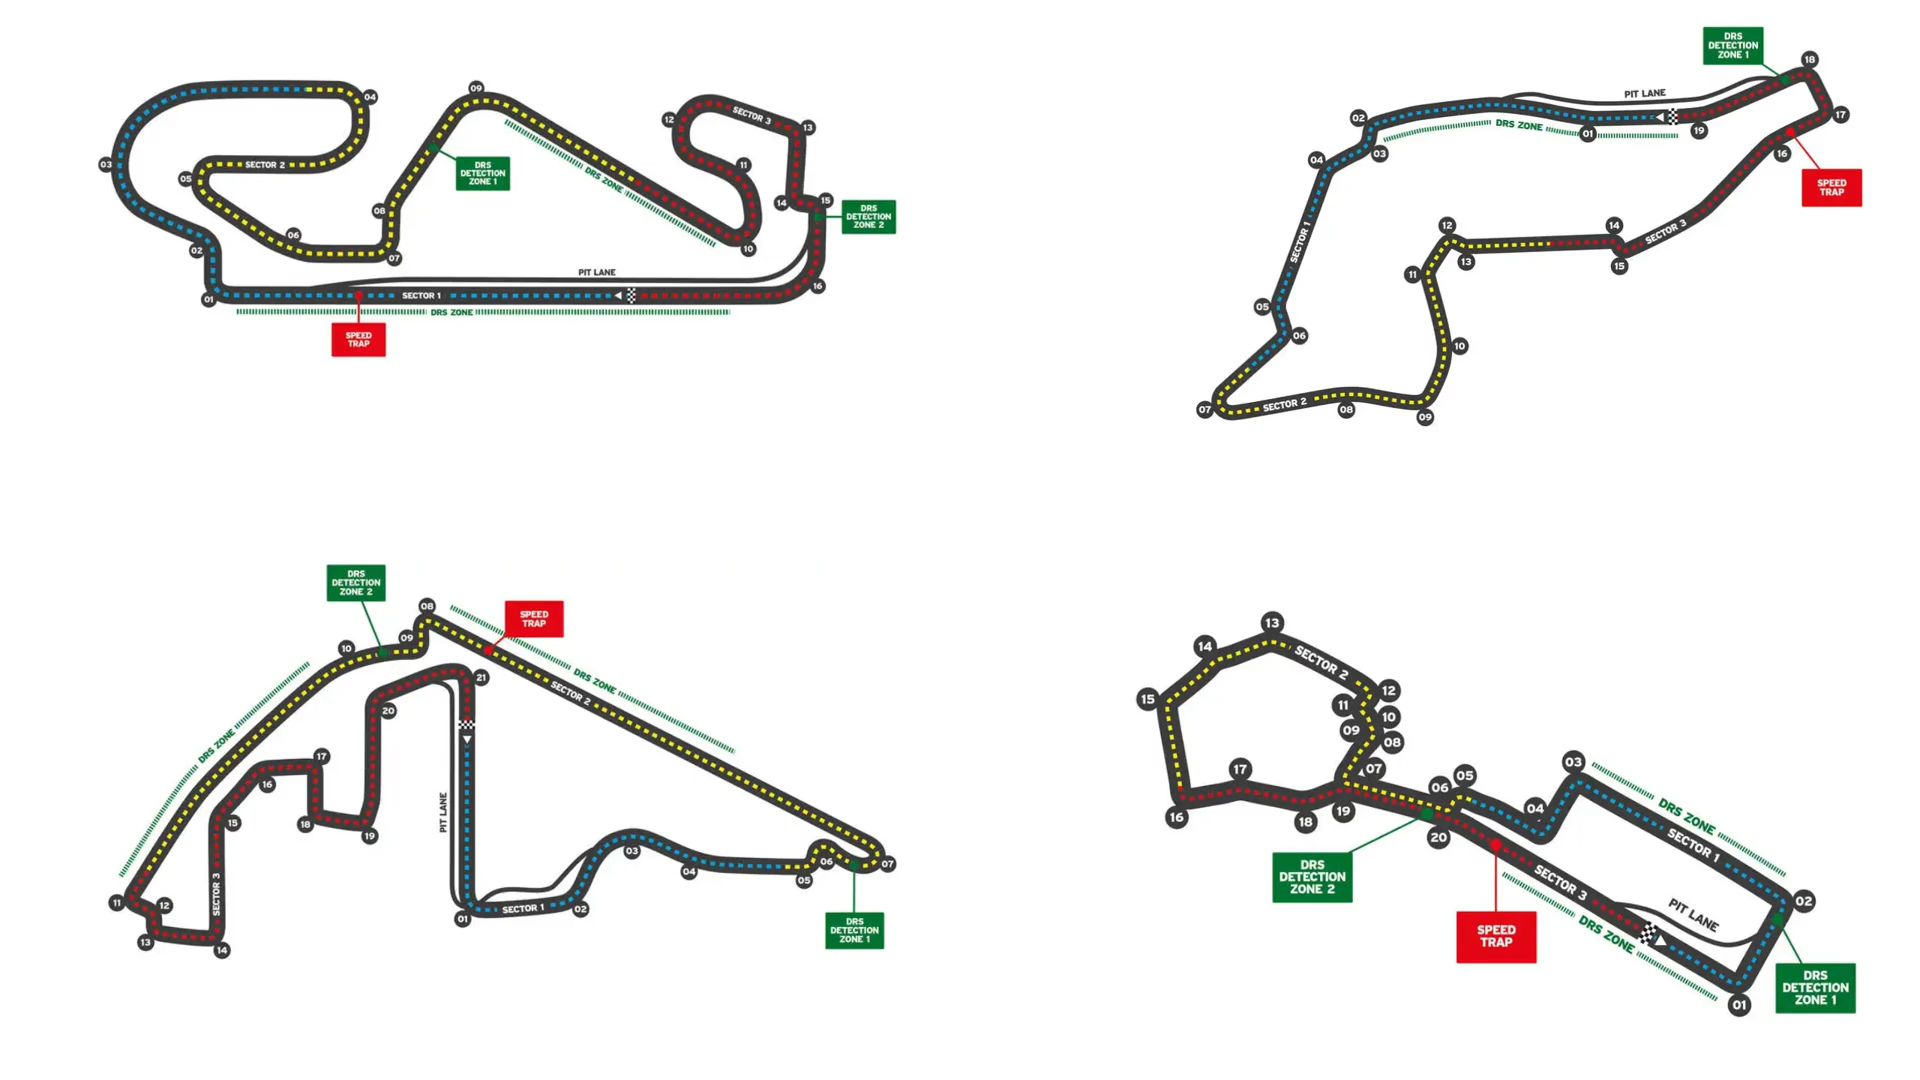 09
04
12
SECTOR 3
13
03
SECTOR 2
DRS
DETECTION
ZONE 1
11
05
DRS ZONE
08
14
15
DRS
DETECTION
ZONE 2
06
02
07
10
PIT LANE
16
01
SECTOR 1
DRS ZONE
SPEED
TRAP
DRS
DETECTION
ZONE 1
18
PIT LANE
02
DRS ZONE
01
19
17
04
03
16
SPEED
TRAP
SECTOR 1
12
14
SECTOR 3
13
15
11
05
06
10
07
SECTOR 2
08
09
DRS
DETECTION
ZONE 2
08
SPEED
TRAP
09
10
DRS ZONE
SECTOR 2
21
20
DRS ZONE
17
16
PIT LANE
15
18
19
03
04
06
07
05
SECTOR 3
11
12
01
SECTOR 1
02
13
14
DRS
DETECTION
ZONE 1
13
14
SECTOR 2
15
12
11
10
09
08
17
07
05
06
03
04
DRS ZONE
16
18
19
20
SECTOR 1
DRS
DETECTION
ZONE 2
SECTOR 3
02
PIT LANE
SPEED
TRAP
DRS ZONE
DRS
DETECTION
ZONE 1
01